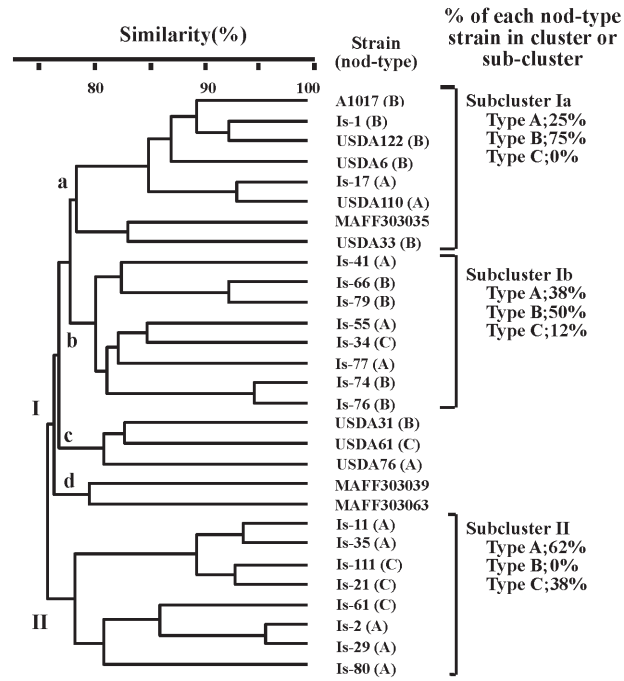 Similarity(%)
Strain
(nod-type)
% of each nod-type
strain in cluster or
sub-cluster
80 90 100
A1017 (B)
Is-1 (B)
USDA122 (B)
USDA6 (B)
Is-17 (A)
USDA110 (A)
MAFF303035
USDA33 (B)
Is-41 (A)
Is-66 (B)
Is-79 (B)
Is-55 (A)
Is-34 (C)
Is-77 (A)
Is-74 (B)
Is-76 (B)
USDA31 (B)
USDA61 (C)
USDA76 (A)
MAFF303039
MAFF303063
Is-11 (A)
Is-35 (A)
Is-111 (C)
Is-21 (C)
Is-61 (C)
Is-2 (A)
Is-29 (A)
Is-80 (A)
a
b
I
c
d
II
Subcluster Ia
Type A;25%
Type B;75%
Type C;0%
Subcluster Ib
Type A;38%
Type B;50%
Type C;12%
Subcluster II
Type A;62%
Type B;0%
Type C;38%